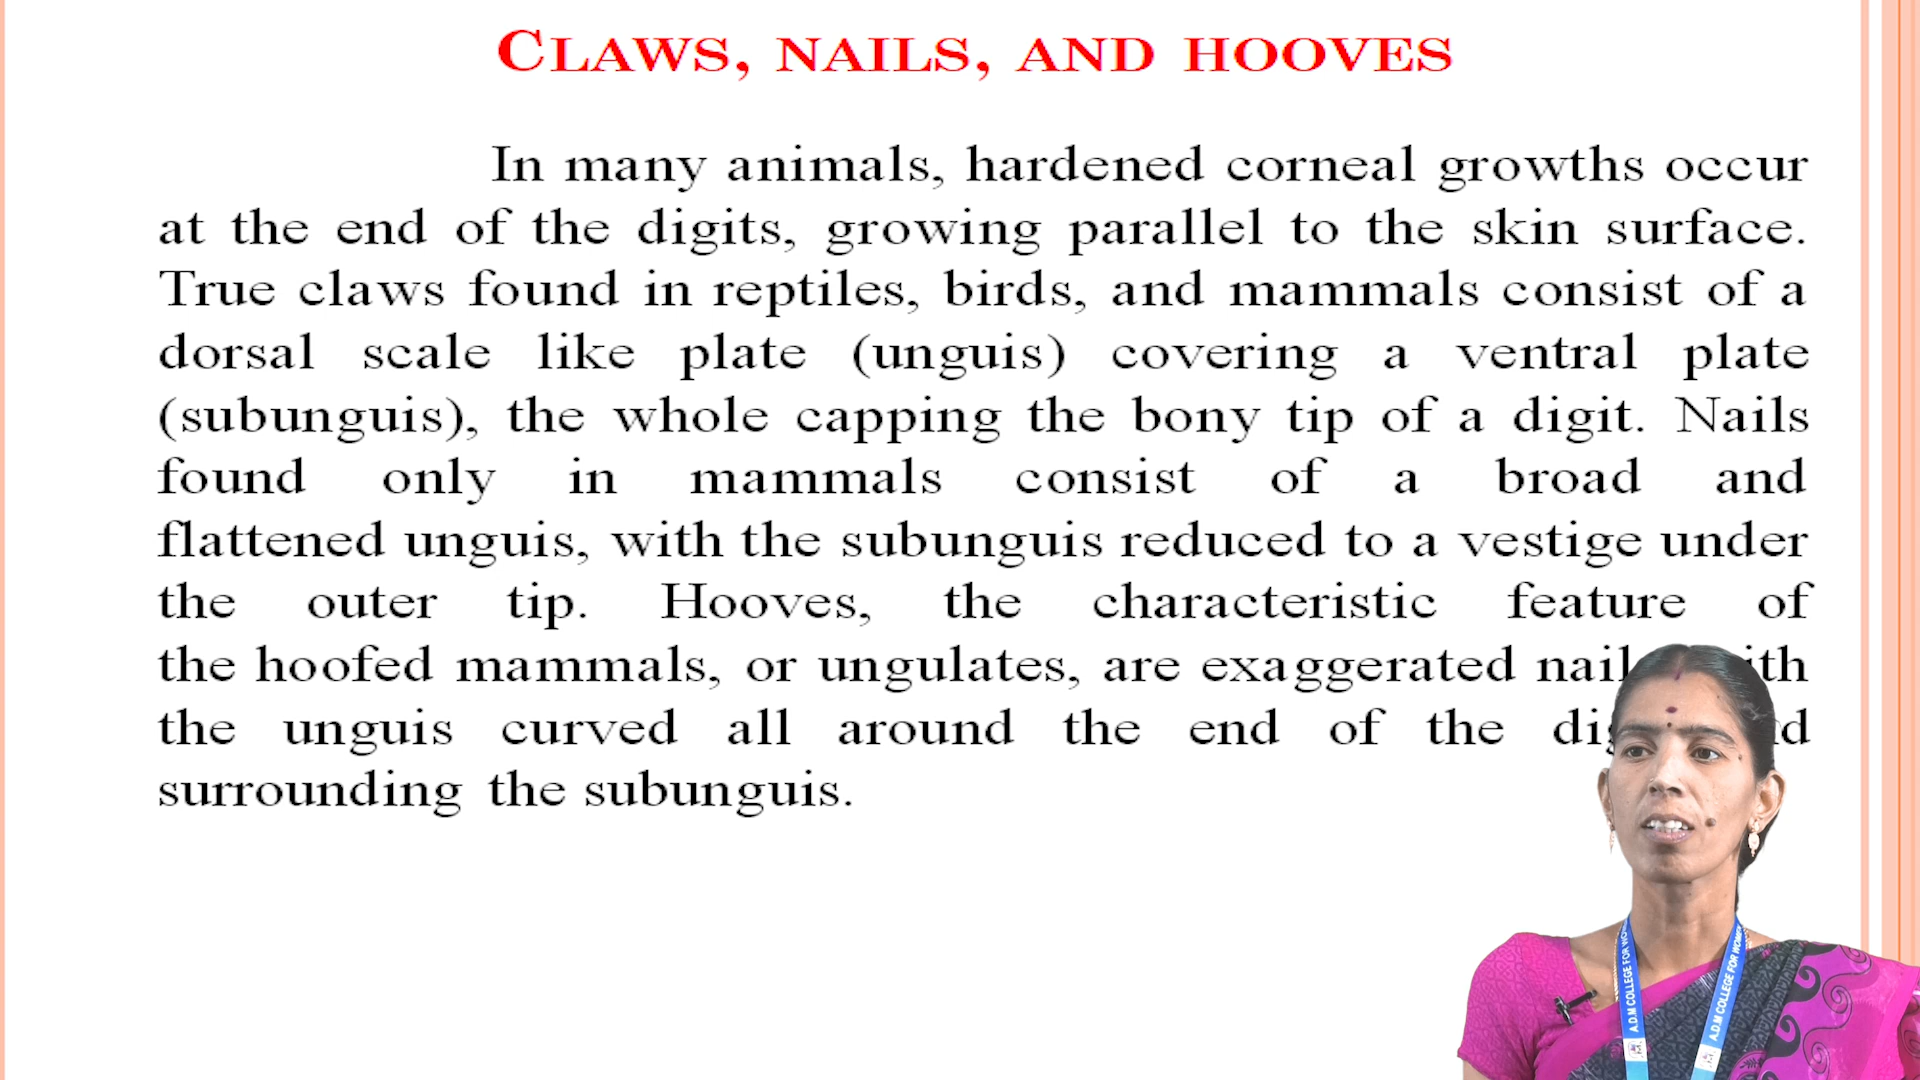 CLAWS, NAILS, AND HOOVES
In many animals, hardened corneal growths occur
at the end of the digits, growing parallel to the skin surface.
True claws found in reptiles, birds, and mammals consist of a
dorsal scale like plate (unguis) covering a ventral plate
(subunguis), the whole capping the bony tip of a digit. Nails
found only in mammals consist of a broad and
flattened unguis, with the subunguis reduced to a vestige under
the outer tip. Hooves, the characteristic feature of
the hoofed mammals, or ungulates, are exaggerated
the unguis curved all around the end of the
surrounding the subunguis.
A.D.M COLLEGE FOR
A.D.M COLLEGE FOR WOMEN